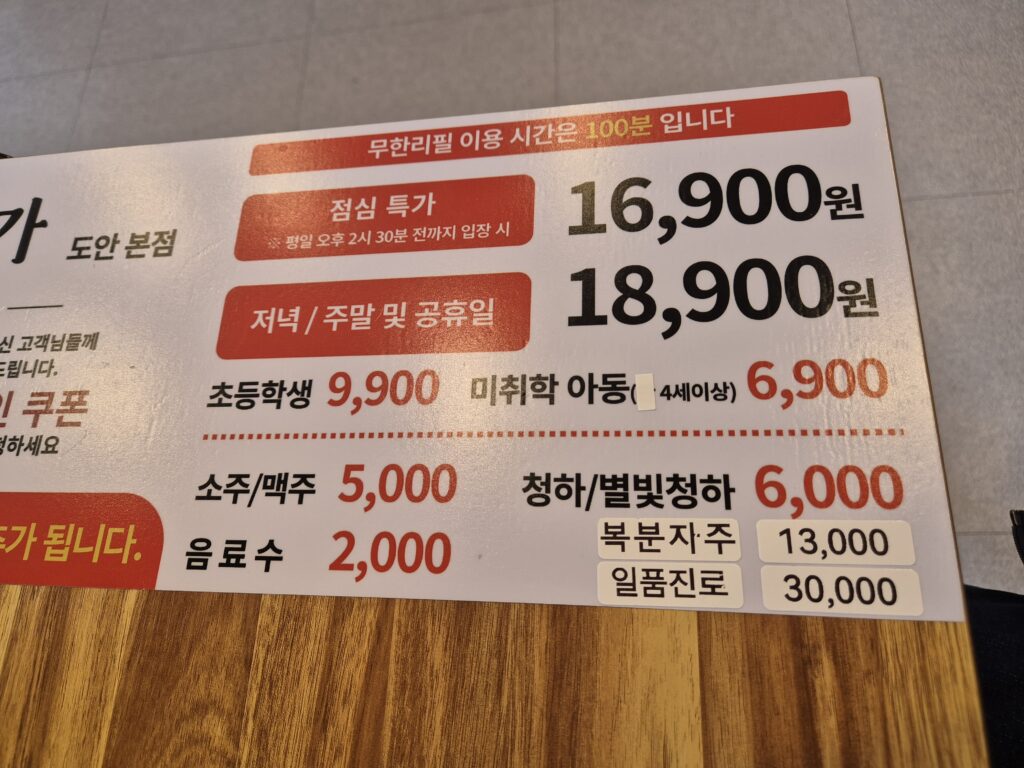 무한리필 이용 시간은 100분 입니다
가 도안 본점
점심 특가 16,900원
※ 평일 오후 2시 30분 전까지 입장 시
저녁 / 주말 및 공휴일 18,900원
신 고객님들께
드립니다.
쿠폰
하세요
초등학생 9,900 미취학 아동( 4세이상) 6,900
소주/맥주 5,000 청하/별빛청하 6,000
가 됩니다.
음료수 2,000
복분자주 13,000
일품진로 30,000